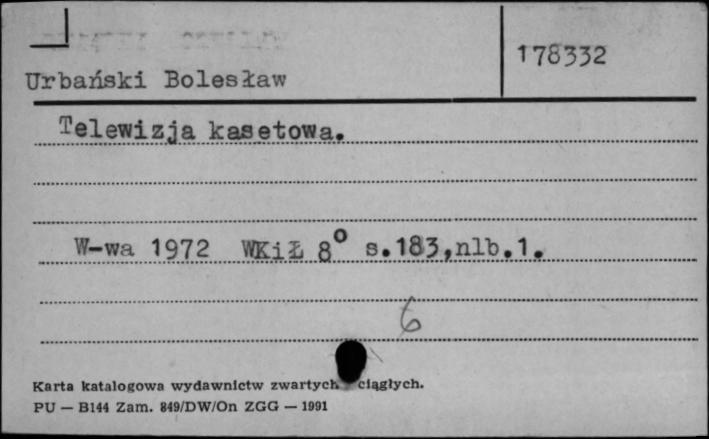 178332
Urbański Bolesław
Telewizja kasetowa.
W-wa 1972 WKiŁ 8° s.183,nlb.1.
6
Karta katalogowa wydawnictw zwartych ciągłych.
PU — B144 Zam. 849/DW/On ZGG — 1991